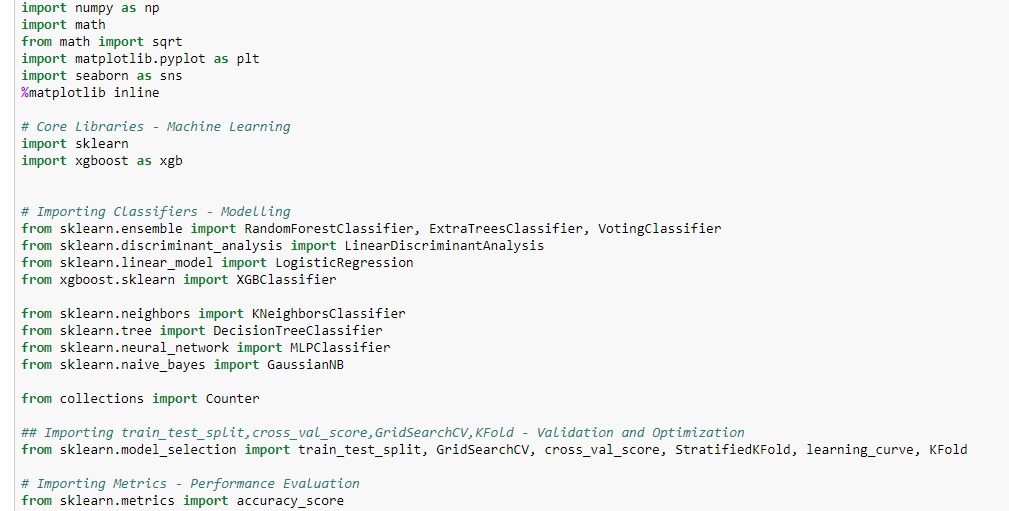 import numpy as np
import math
from math import sqrt
import matplotlib.pyplot as plt
import seaborn as sns
%matplotlib inline
# Core Libraries - Machine Learning
import sklearn
import xgboost as xgb
# Importing Classifiers - Modelling
from sklearn.ensemble import RandomForestClassifier, ExtraTreesClassifier, VotingClassifier
from sklearn.discriminant_analysis import LinearDiscriminantAnalysis
from sklearn.linear_model import LogisticRegression
from xgboost.sklearn import XGBClassifier
from sklearn.neighbors import KNeighborsClassifier
from sklearn.tree import DecisionTreeClassifier
from sklearn.neural_network import MLPClassifier
from sklearn.naive_bayes import GaussianNB
from collections import Counter
## Importing train_test_split,cross_val_score,GridSearchCV,KFold - Validation and Optimization
from sklearn.model_selection import train_test_split, GridSearchCV, cross_val_score, StratifiedKFold, learning_curve, KFold
# Importing Metrics - Performance Evaluation
from sklearn.metrics import accuracy_score